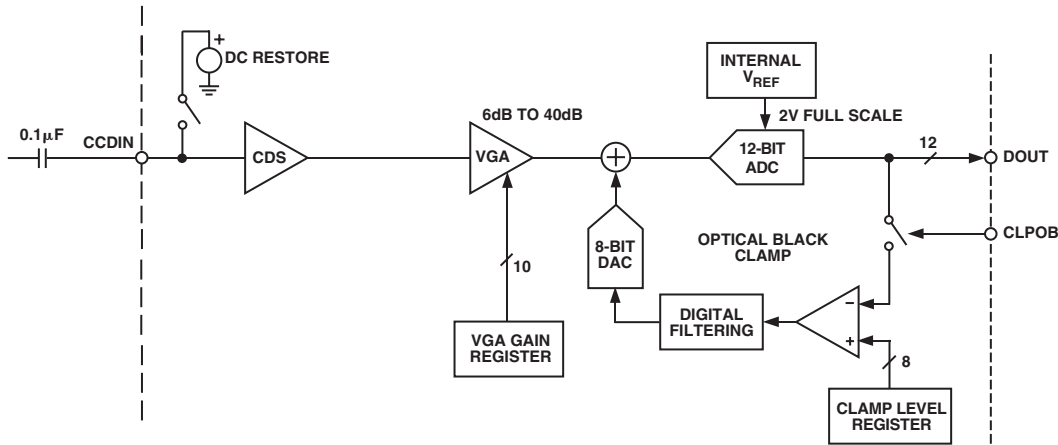 +
DC RESTORE
INTERNAL
VREF
6dB TO 40dB
2V FULL SCALE
0.1μF
CCDIN
CDS
VGA
+
12-BIT
ADC
12
DOUT
CLPOB
8-BIT
DAC
OPTICAL BLACK
CLAMP
10
–
DIGITAL
FILTERING
+
VGA GAIN
REGISTER
8
CLAMP LEVEL
REGISTER